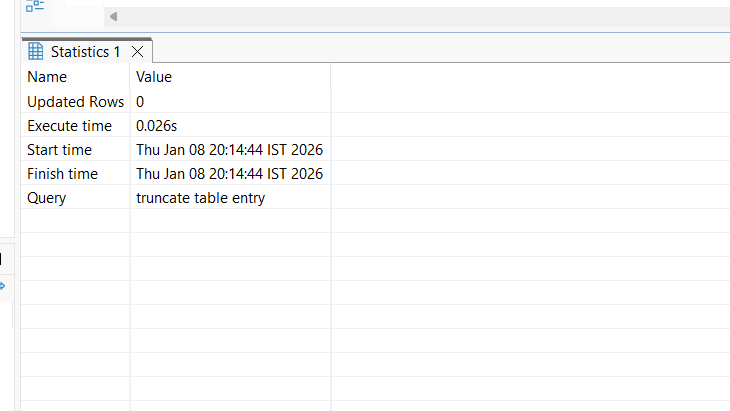 Statistics 1
Name Value
Updated Rows 0
Execute time 0.026s
Start time Thu Jan 08 20:14:44 IST 2026
Finish time Thu Jan 08 20:14:44 IST 2026
Query truncate table entry